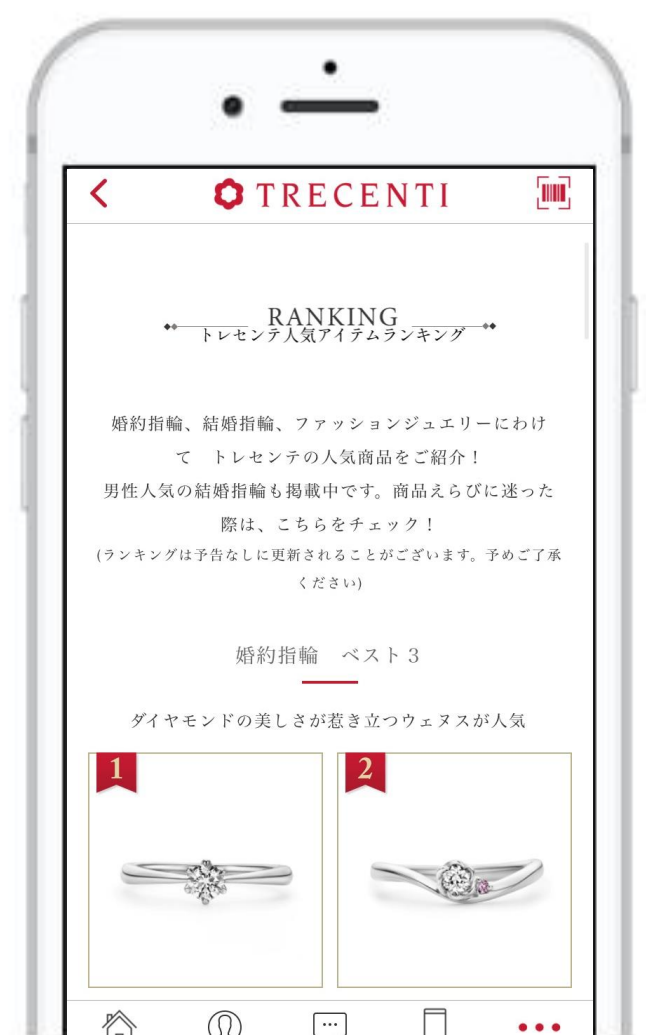 TRECENTI
RANKING
トレセンテ人気アイテムランキング
婚約指輪、結婚指輪、ファッションジュエリーにわけ
て　トレセンテの人気商品をご紹介！
男性人気の結婚指輪も掲載中です。商品えらびに迷った
際は、こちらをチェック！
(ランキングは予告なしに更新されることがございます。予めご了承
ください)
婚約指輪　ベスト３
ダイヤモンドの美しさが惹き立つウェヌスが人気
1
2